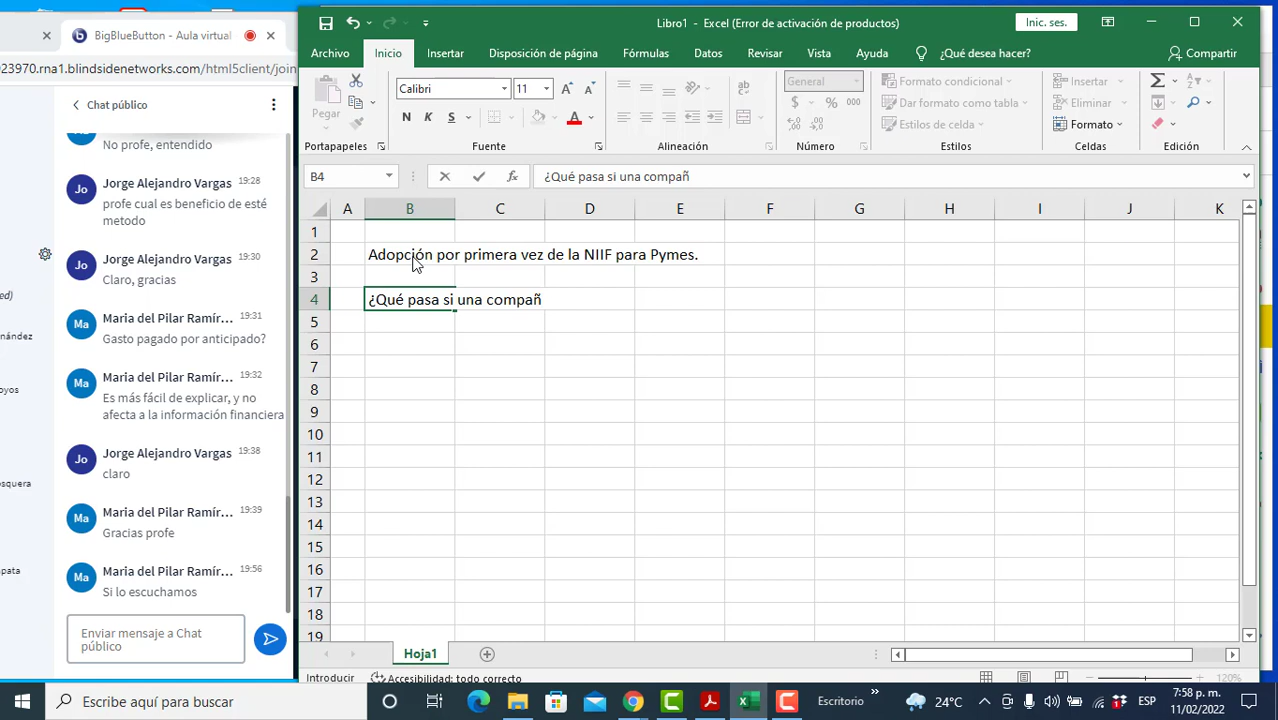 BigBlueButton - Aula virtual
Libro1 - Excel (Error de activación de productos)
Inic. ses.
023970.rna1.blindsidenetworks.com/html5client/join
Archivo Inicio Insertar Disposición de página Fórmulas Datos Revisar Vista Ayuda ¿Qué desea hacer? Compartir
Chat público
No profe, entendido
Jorge Alejandro Vargas 19:28
profe cual es beneficio de esté
metodo
Jorge Alejandro Vargas 19:30
Claro, gracias
Maria del Pilar Ramír... 19:31
Gasto pagado por anticipado?
Maria del Pilar Ramír... 19:32
Es más fácil de explicar, y no
afecta a la información financiera
Jorge Alejandro Vargas 19:38
claro
Maria del Pilar Ramír... 19:39
Gracias profe
Maria del Pilar Ramír... 19:56
Si lo escuchamos
Enviar mensaje a Chat
público
Pegar
Calibri 11
N K S
General
$ % 000
Formato condicional
Dar formato como tabla
Estilos de celda
Insertar
Eliminar
Formato
Portapapeles Fuente Alineación Número Estilos Celdas Edición
B4 fx ¿Qué pasa si una compañ
A B C D E F G H I J K
1
2 Adopción por primera vez de la NIIF para Pymes.
3
4 ¿Qué pasa si una compañ
5
6
7
8
9
10
11
12
13
14
15
16
17
18
19
Hoja1
Introducir Accesibilidad: todo correcto 120%
Escribe aquí para buscar
Escritorio
24°C
ESP
7:58 p. m.
11/02/2022